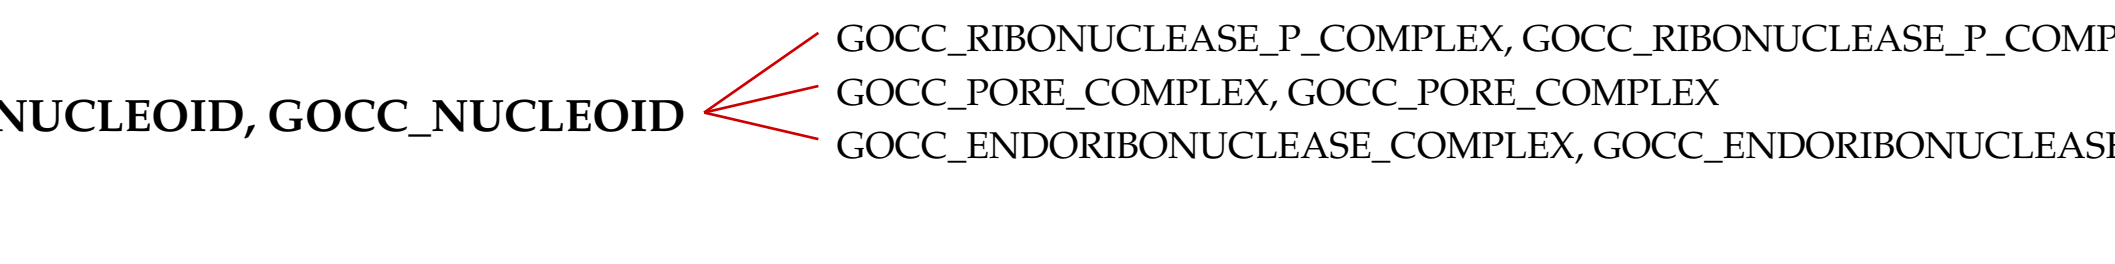 GOCC_RIBONUCLEASE_P_COMPLEX, GOCC_RIBONUCLEASE_P_COMP
NUCLEOID, GOCC_NUCLEOID
GOCC_PORE_COMPLEX, GOCC_PORE_COMPLEX
GOCC_ENDORIBONUCLEASE_COMPLEX, GOCC_ENDORIBONUCLEASE